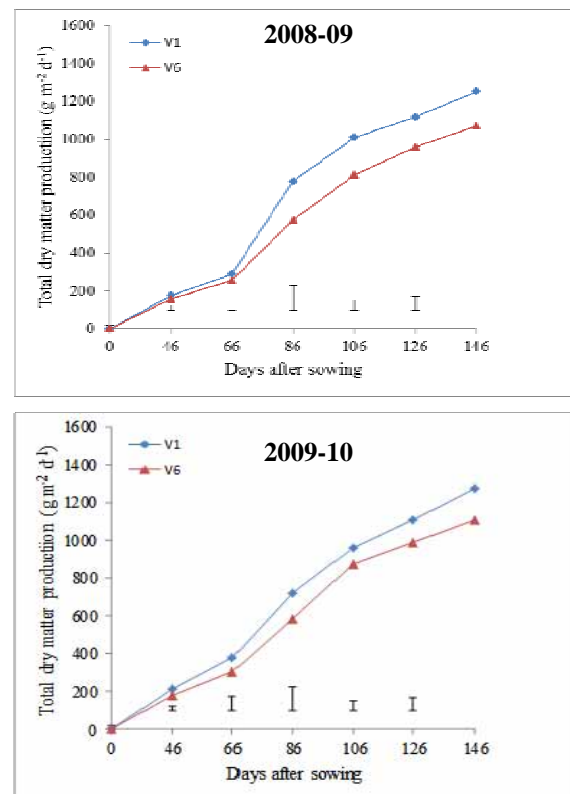 2008-09
V1
V6
1600
1400
1200
1000
800
600
400
200
0
Total dry matter productiion (g m⁻² d⁻¹)
0 46 66 86 106 126 146
Days after sowing
2009-10
V1
V6
1600
1400
1200
1000
800
600
400
200
0
Total dry matter production (g m⁻² d⁻¹)
0 46 66 86 106 126 146
Days after sowing